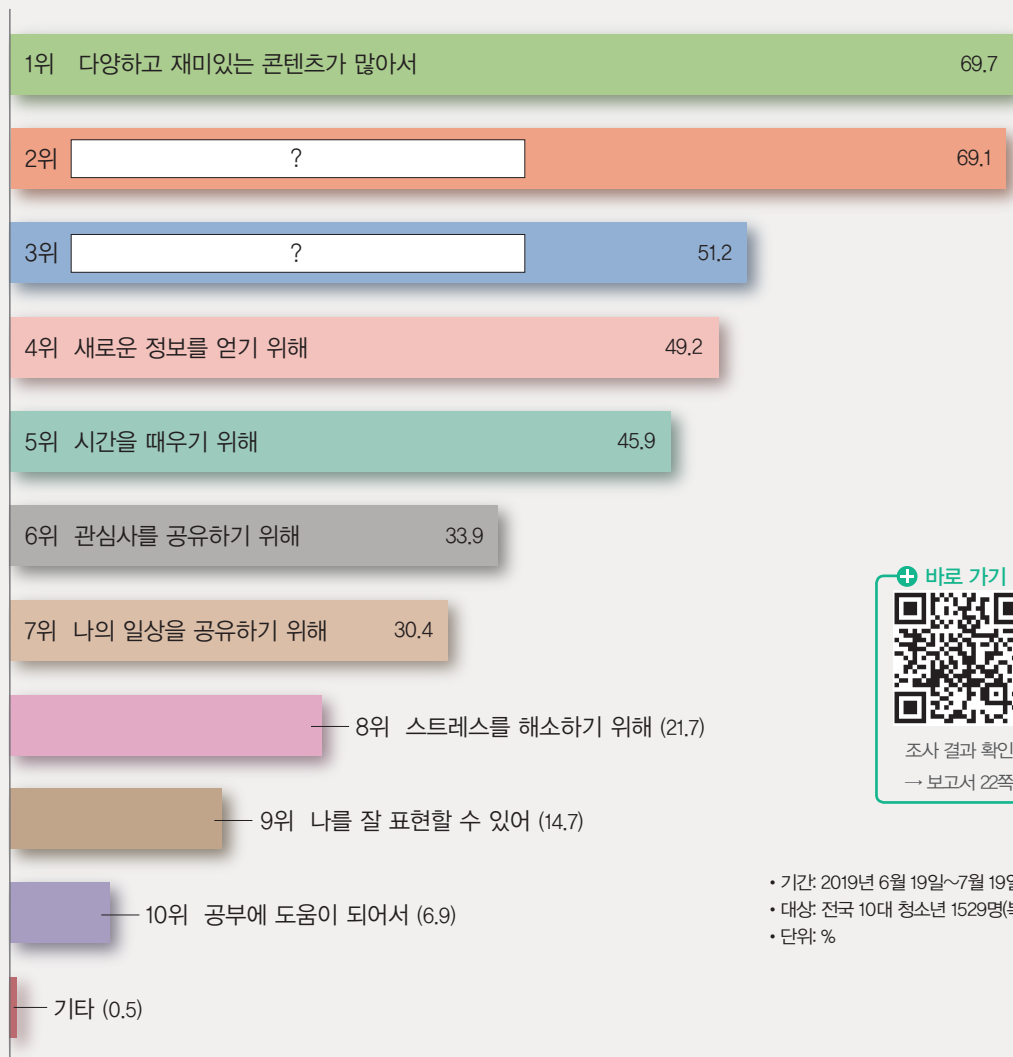 1위 다양하고 재미있는 콘텐츠가 많아서 69.7
2위 ? 69.1
3위 ? 51.2
4위 새로운 정보를 얻기 위해 49.2
5위 시간을 때우기 위해 45.9
6위 관심사를 공유하기 위해 33.9
7위 나의 일상을 공유하기 위해 30.4
8위 스트레스를 해소하기 위해 (21.7)
9위 나를 잘 표현할 수 있어 (14.7)
10위 공부에 도움이 되어서 (6.9)
기타 (0.5)
바로 가기
조사 결과 확인
→ 보고서 22쪽
• 기간: 2019년 6월 19일~7월 19일
• 대상: 전국 10대 청소년 1529명
• 단위: %